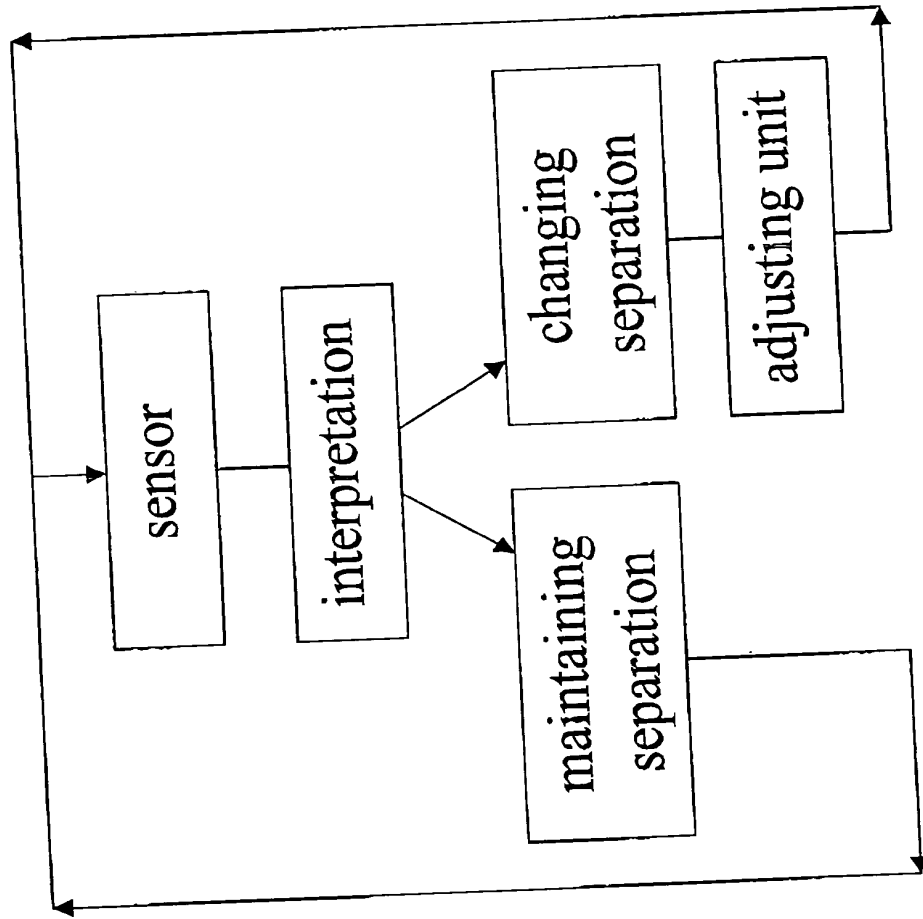 sensor
interpretation
maintaining
separation
changing
separation
adjusting unit